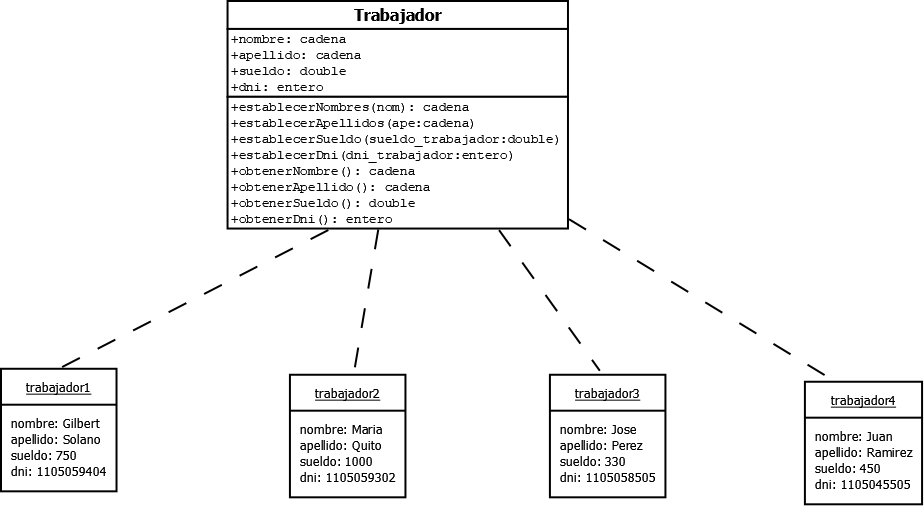 Trabajador
+nombre: cadena
+apellido: cadena
+sueldo: double
+dni: entero
+establecerNombres(nom): cadena
+establecerApellidos(ape:cadena)
+establecerSueldo(sueldo_trabajador:double)
+establecerDni(dni_trabajador:entero)
+obtenerNombre(): cadena
+obtenerApellido(): cadena
+obtenerSueldo(): double
+obtenerDni(): entero
trabajador1
nombre: Gilbert
apellido: Solano
sueldo: 750
dni: 1105059404
trabajador2
nombre: Maria
apellido: Quito
sueldo: 1000
dni: 1105059302
trabajador3
nombre: Jose
apellido: Perez
sueldo: 330
dni: 1105058505
trabajador4
nombre: Juan
apellido: Ramirez
sueldo: 450
dni: 1105045505